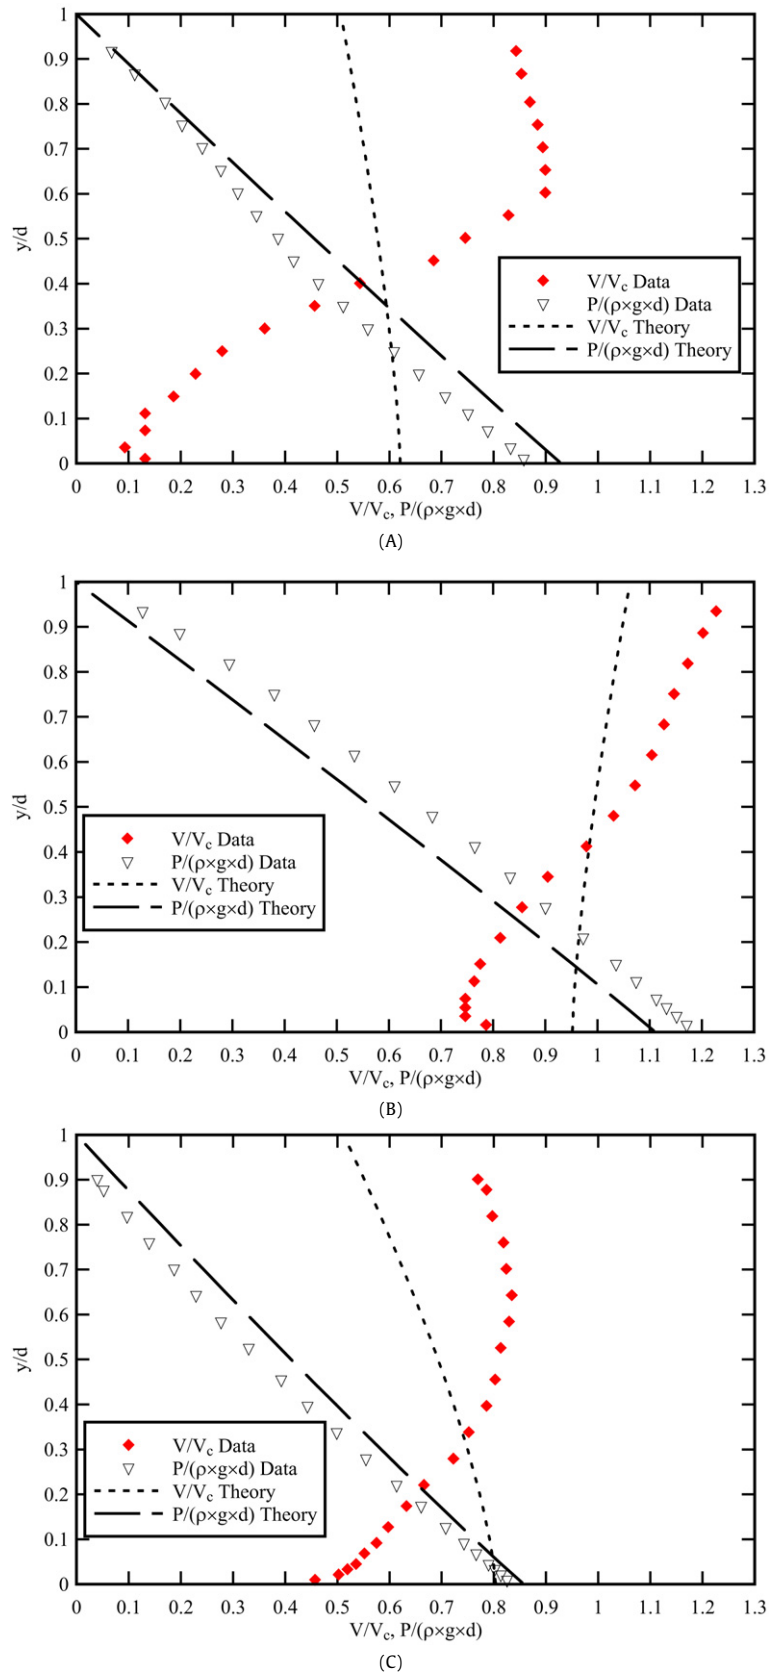 1
0.9
0.8
0.7
0.6
0.5
0.4
0.3
0.2
0.1
0
y/d
V/Vc Data
P/(ρ×g×d) Data
V/Vc Theory
P/(ρ×g×d) Theory
0 0.1 0.2 0.3 0.4 0.5 0.6 0.7 0.8 0.9 1 1.1 1.2 1.3
V/Vc, P/(ρ×g×d)
(A)
1
0.9
0.8
0.7
0.6
0.5
0.4
0.3
0.2
0.1
0
y/d
V/Vc Data
P/(ρ×g×d) Data
V/Vc Theory
P/(ρ×g×d) Theory
0 0.1 0.2 0.3 0.4 0.5 0.6 0.7 0.8 0.9 1 1.1 1.2 1.3
V/Vc, P/(ρ×g×d)
(B)
1
0.9
0.8
0.7
0.6
0.5
0.4
0.3
0.2
0.1
0
y/d
V/Vc Data
P/(ρ×g×d) Data
V/Vc Theory
P/(ρ×g×d) Theory
0 0.1 0.2 0.3 0.4 0.5 0.6 0.7 0.8 0.9 1 1.1 1.2 1.3
V/Vc, P/(ρ×g×d)
(C)